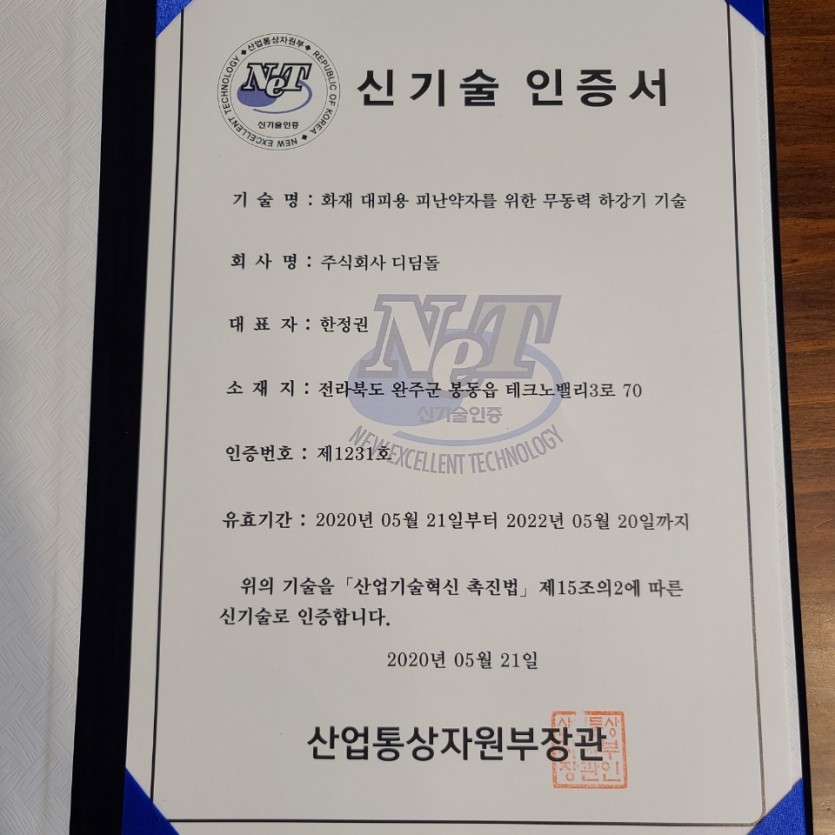 ◆ 산업통상자원부 ◆ REPUBLIC OF KOREA ◆ NEW EXCELLENT TECHNOLOGY
NeT
신기술인증
신기술 인증서
기 술 명 : 화재 대피용 피난약자를 위한 무동력 하강기 기술
회 사 명 : 주식회사 디딤돌
대 표 자 : 한정권
NeT
소 재 지 : 전라북도 완주군 봉동읍 테크노밸리3로 70
신기술인증
NEW EXCELLENT TECHNOLOGY
인증번호 : 제1231호
유효기간 : 2020년 05월 21일부터 2022년 05월 20일까지
위의 기술을 「산업기술혁신 촉진법」 제15조의2에 따른
신기술로 인증합니다.
2020년 05월 21일
산업통상자원부장관